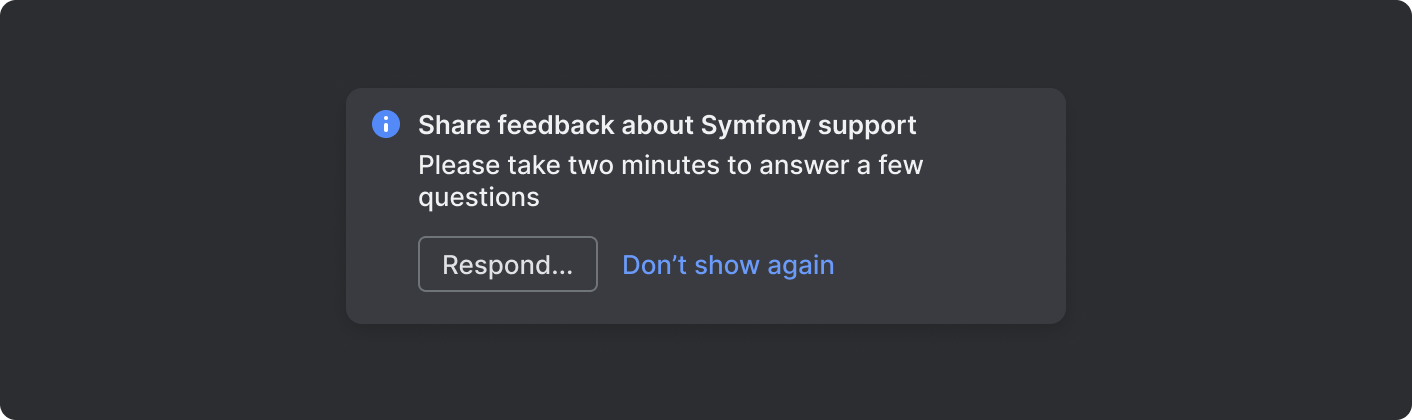 Share feedback about Symfony support
Please take two minutes to answer a few
questions
Respond...
Don’t show again